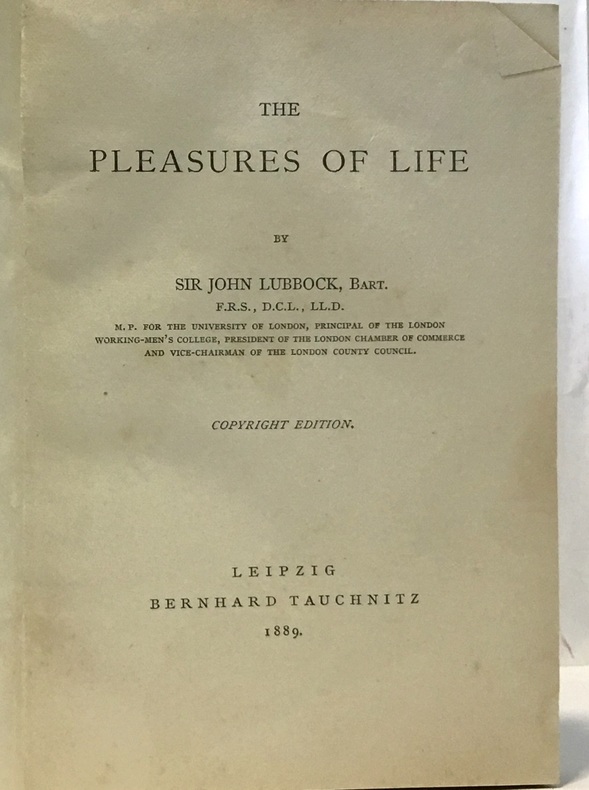 THE
PLEASURES OF LIFE
BY
SIR JOHN LUBBOCK, BART.
F.R.S., D.C.L., LL.D.
M. P. FOR THE UNIVERSITY OF LONDON, PRINCIPAL OF THE LONDON
WORKING-MEN'S COLLEGE, PRESIDENT OF THE LONDON CHAMBER OF COMMERCE
AND VICE-CHAIRMAN OF THE LONDON COUNTY COUNCIL.
COPYRIGHT EDITION.
LEIPZIG
BERNHARD TAUCHNITZ
1889.